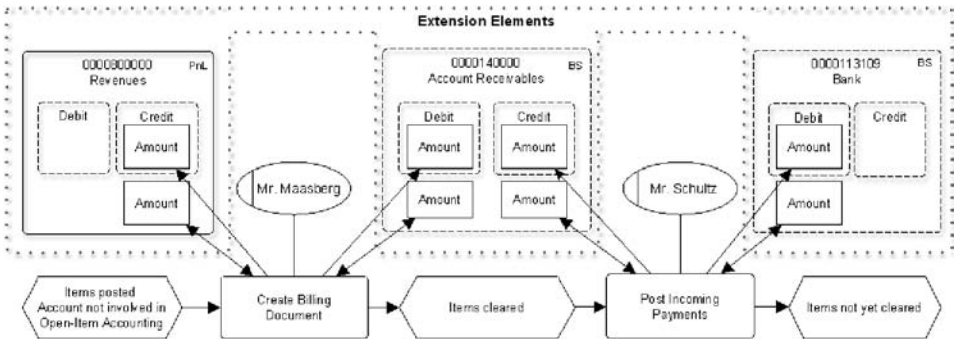 Extension Elements
0000800000 PnL
Revenues
Debit
Credit
Amount
Amount
0000140000 BS
Account Receivables
Debit
Credit
Amount
Amount
Amount
Amount
0000113109 BS
Bank
Debit
Credit
Amount
Amount
Mr. Maasberg
Mr. Schultz
Items posted
Account not involved in
Open-Item Accounting
Create Billing
Document
Items cleared
Post Incoming
Payments
Items not yet cleared